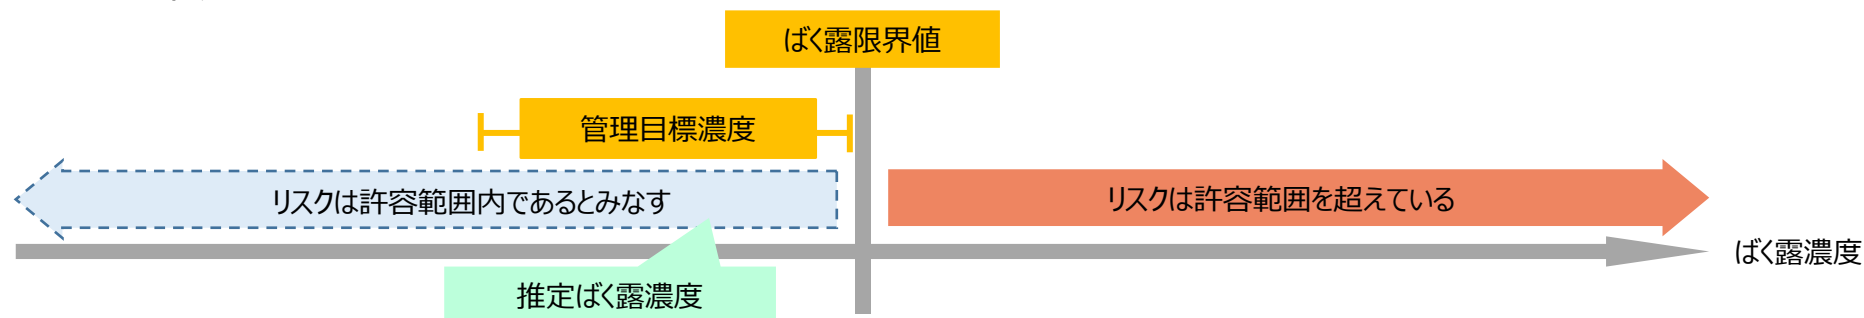 ばく露限界値
管理目標濃度
リスクは許容範囲内であるとみなす
リスクは許容範囲を超えている
ばく露濃度
推定ばく露濃度